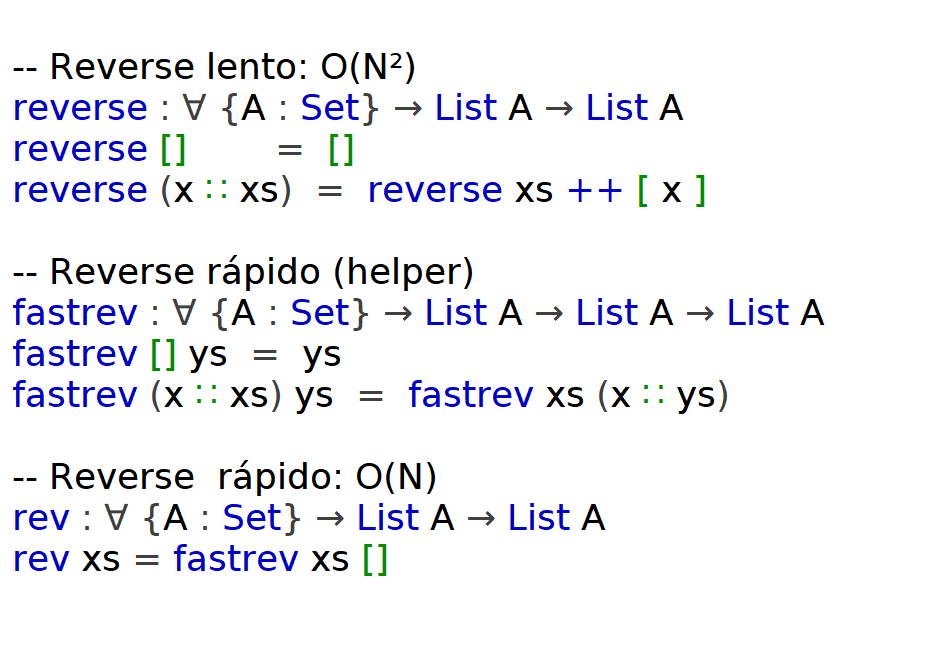 -- Reverse lento: O(N²)
reverse : ∀ {A : Set} → List A → List A
reverse [] = []
reverse (x ∷ xs) = reverse xs ++ [ x ]
-- Reverse rápido (helper)
fastrev : ∀ {A : Set} → List A → List A → List A
fastrev [] ys = ys
fastrev (x ∷ xs) ys = fastrev xs (x ∷ ys)
-- Reverse rápido: O(N)
rev : ∀ {A : Set} → List A → List A
rev xs = fastrev xs []